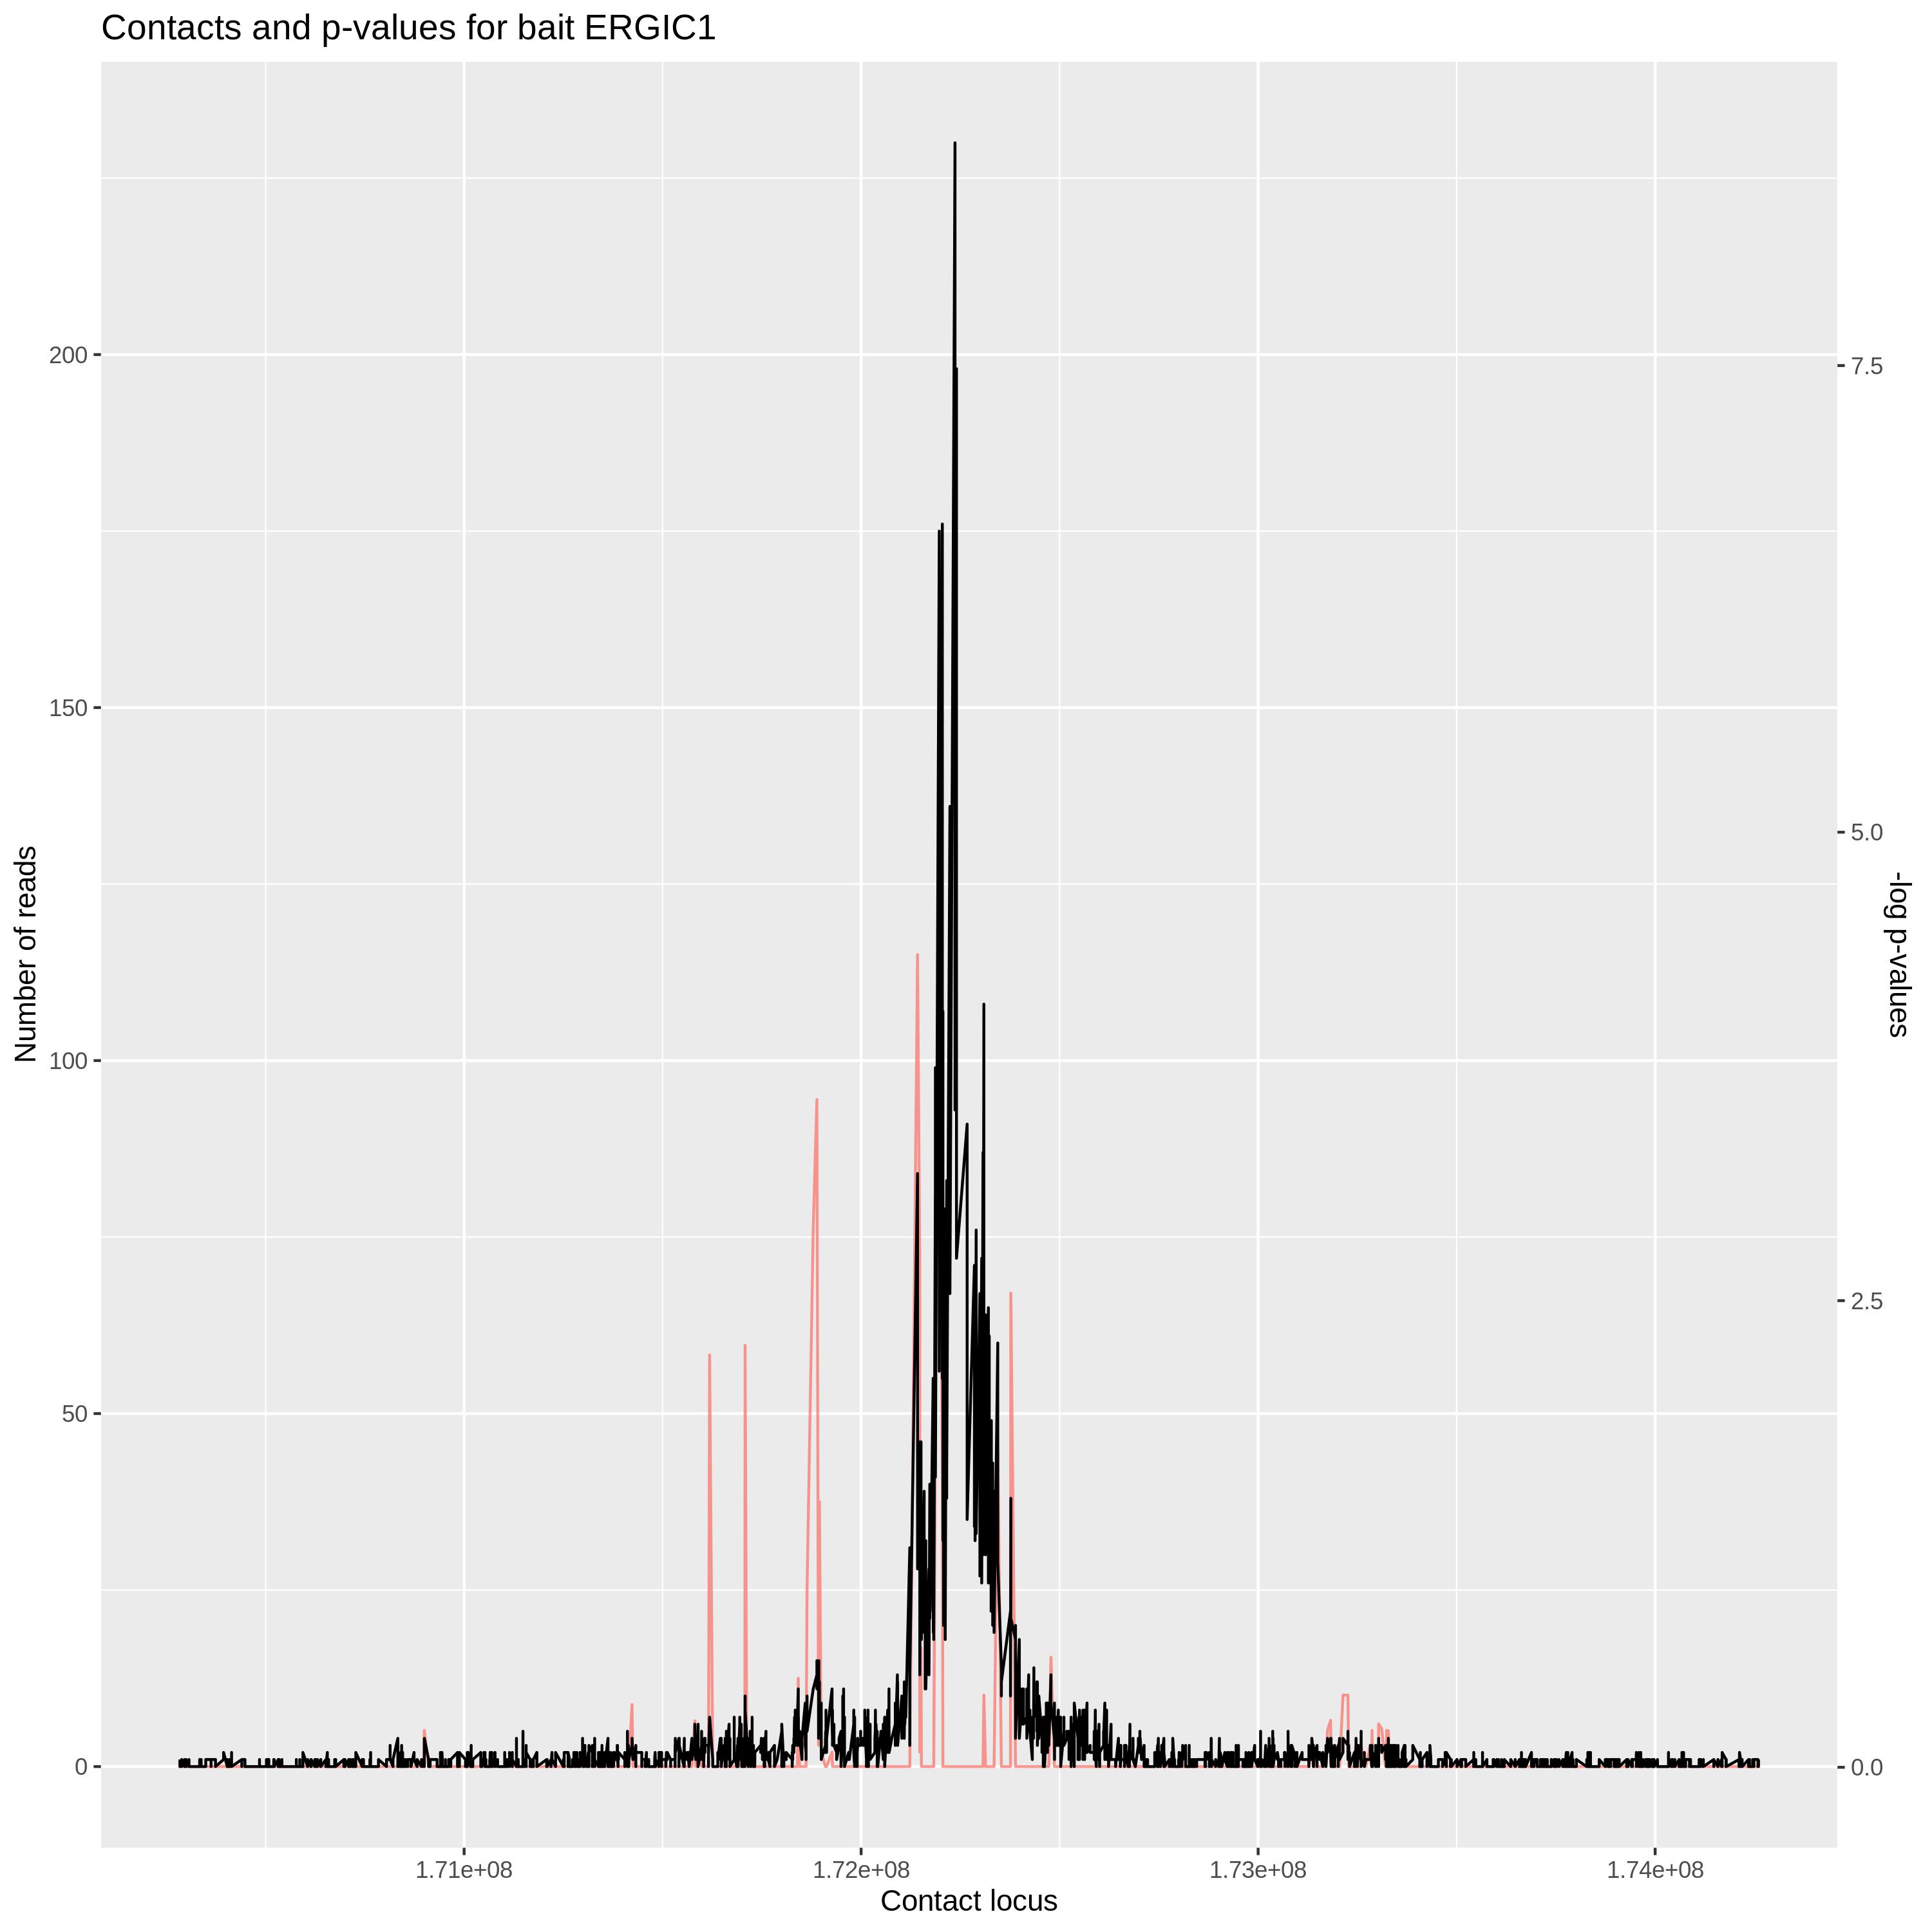 Contacts and p-values for bait ERGIC1
Number of reads
200
150
100
50
0
7.5
5.0
2.5
0.0
-log p-values
1.71e+08 1.72e+08 1.73e+08 1.74e+08
Contact locus